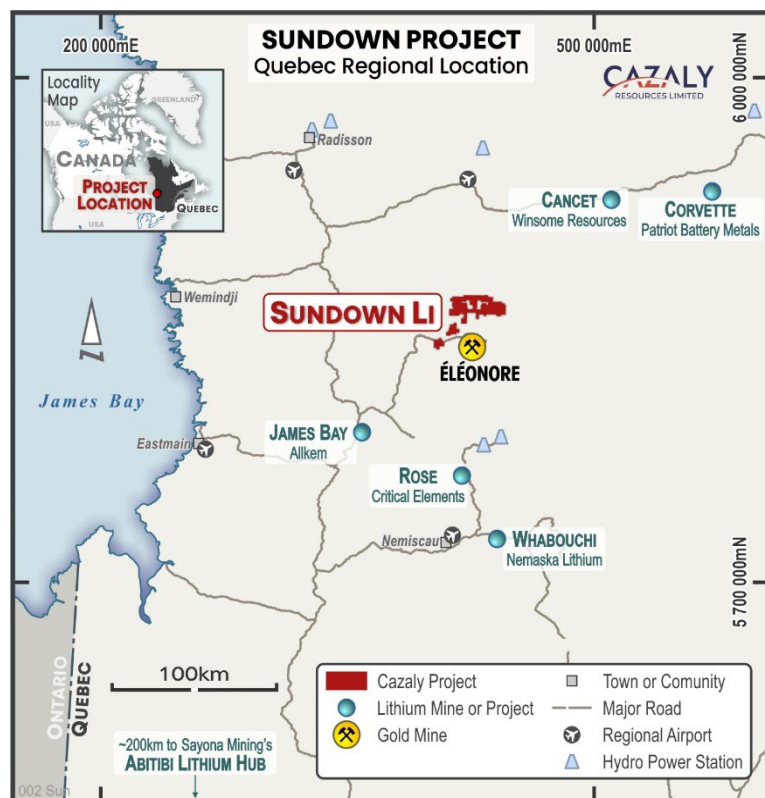 200 000mE
SUNDOWN PROJECT
Quebec Regional Location
500 000mE
CAZALY
RESOURCES LIMITED
6 000 000mN
Locality
Map
GREENLAND
USA
CANADA
PROJECT
LOCATION
QUEBEC
USA
Radisson
CANCET
Winsome Resources
CORVETTE
Patriot Battery Metals
Wemindji
SUNDOWN LI
ÉLÉONORE
N
James Bay
JAMES BAY
Allkem
Eastmain
ROSE
Critical Elements
Nemiscau
WHABOUCHI
Nemaska Lithium
5 700 000mN
ONTARIO
QUEBEC
100km
~200km to Sayona Mining's
ABITIBI LITHIUM HUB
Cazaly Project
Lithium Mine or Project
Gold Mine
Town or Comunity
Major Road
Regional Airport
Hydro Power Station
002 Sun